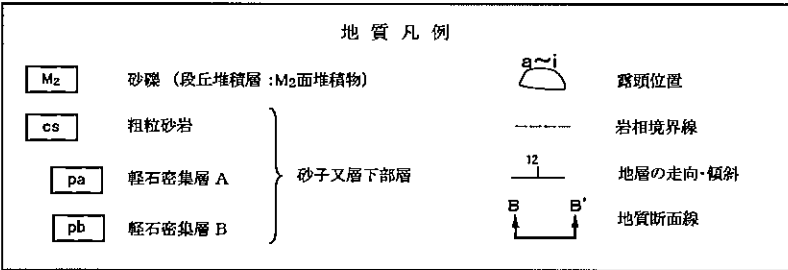 地質凡例
M2 砂礫 (段丘堆積層:M2面堆積物)
cs 粗粒砂岩
pa 軽石密集層 A
pb 軽石密集層 B
砂子又層下部層
a~i 露頭位置
岩相境界線
12 地層の走向・傾斜
B B' 地質断面線